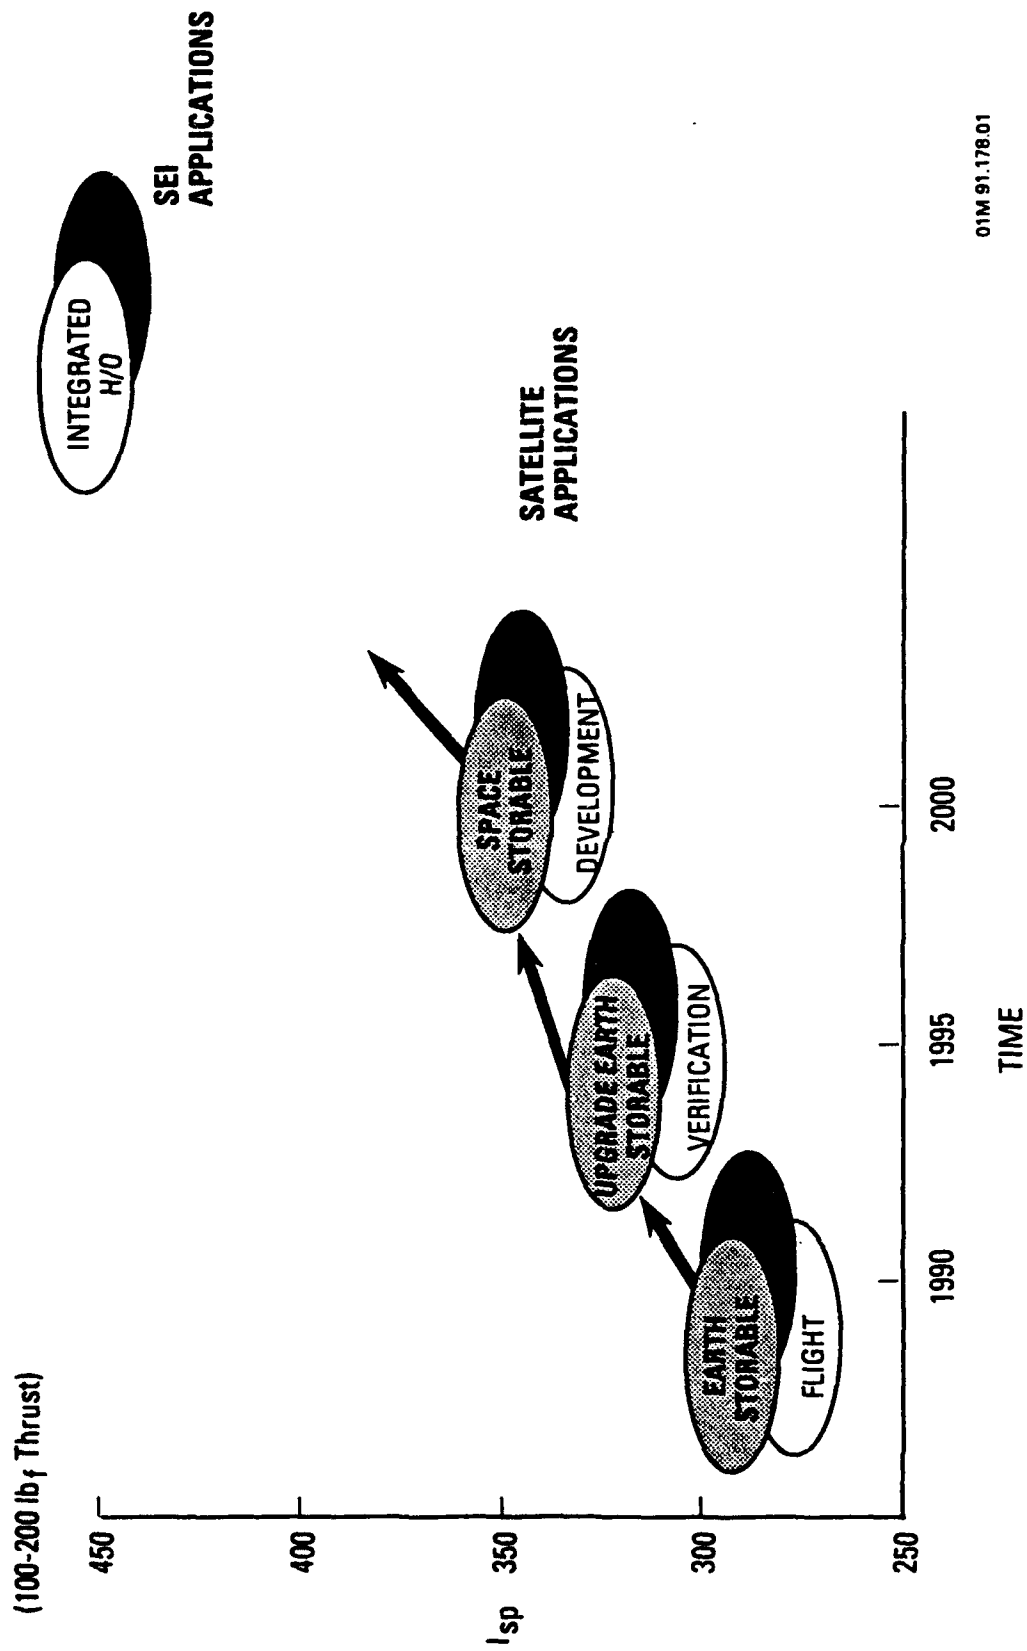 (100-200 lbf Thrust)
450
400
350
300
250
Isp
INTEGRATED
H/O
SEI
APPLICATIONS
SPACE
STORABLE
DEVELOPMENT
SATELLITE
APPLICATIONS
UPGRADE EARTH
STORABLE
VERIFICATION
EARTH
STORABLE
FLIGHT
1990
1995
2000
TIME
01M 91.178.01